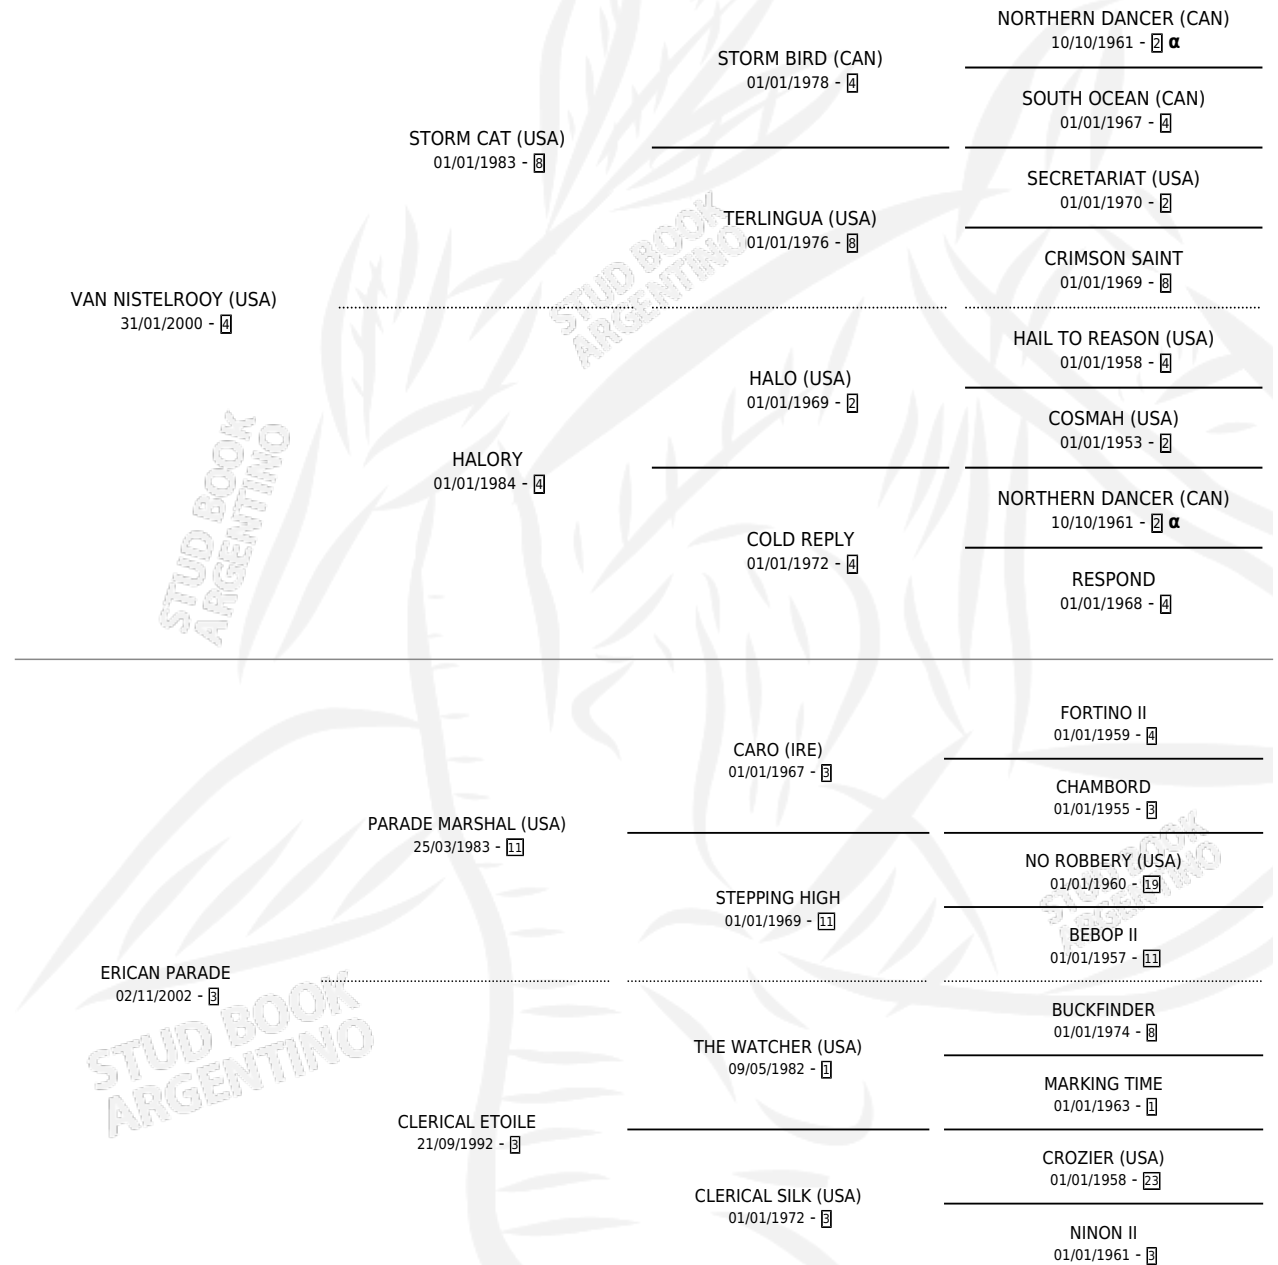 NORTHERN DANCER (CAN)
10/10/1961 - 2 α
STORM BIRD (CAN)
01/01/1978 - 4
SOUTH OCEAN (CAN)
01/01/1967 - 4
STORM CAT (USA)
01/01/1983 - 8
SECRETARIAT (USA)
01/01/1970 - 2
TERLINGUA (USA)
01/01/1976 - 8
CRIMSON SAINT
01/01/1969 - 8
VAN NISTELROOY (USA)
31/01/2000 - 4
HAIL TO REASON (USA)
01/01/1958 - 4
HALO (USA)
01/01/1969 - 2
COSMAH (USA)
01/01/1953 - 2
HALORY
01/01/1984 - 4
NORTHERN DANCER (CAN)
10/10/1961 - 2 α
COLD REPLY
01/01/1972 - 4
RESPOND
01/01/1968 - 4
FORTINO II
01/01/1959 - 4
CARO (IRE)
01/01/1967 - 3
CHAMBORD
01/01/1955 - 3
PARADE MARSHAL (USA)
25/03/1983 - 11
NO ROBBERY (USA)
01/01/1960 - 19
STEPPING HIGH
01/01/1969 - 11
BEBOP II
01/01/1957 - 11
ERICAN PARADE
02/11/2002 - 3
BUCKFINDER
01/01/1974 - 8
THE WATCHER (USA)
09/05/1982 - 1
MARKING TIME
01/01/1963 - 1
CLERICAL ETOILE
21/09/1992 - 3
CROZIER (USA)
01/01/1958 - 23
CLERICAL SILK (USA)
01/01/1972 - 3
NINON II
01/01/1961 - 3
STUD BOOK
ARGENTINO
STUD BOOK
ARGENTINO
STUD BOOK
ARGENTINO
STUD BOOK
ARGENTINO